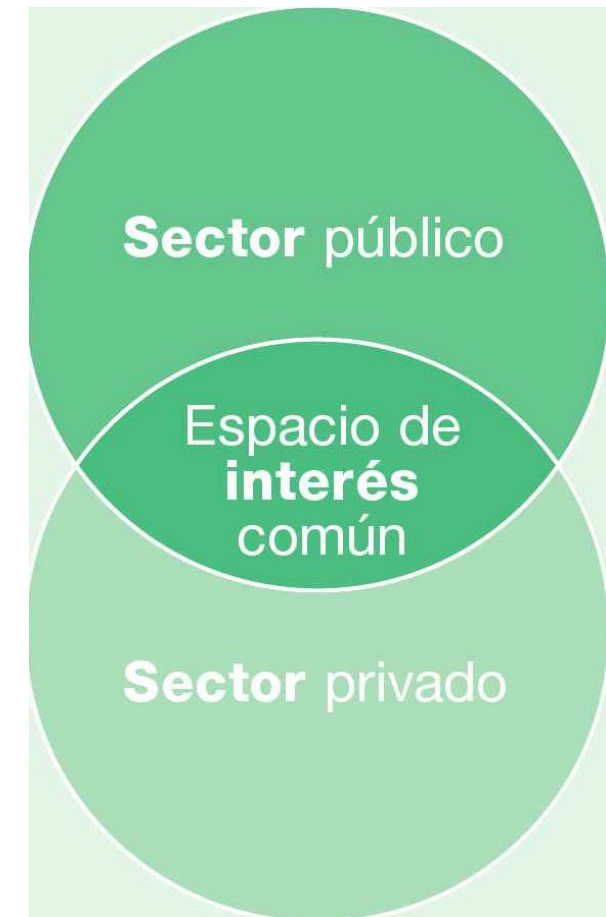 Sector público
Espacio de
interés
común
Sector privado